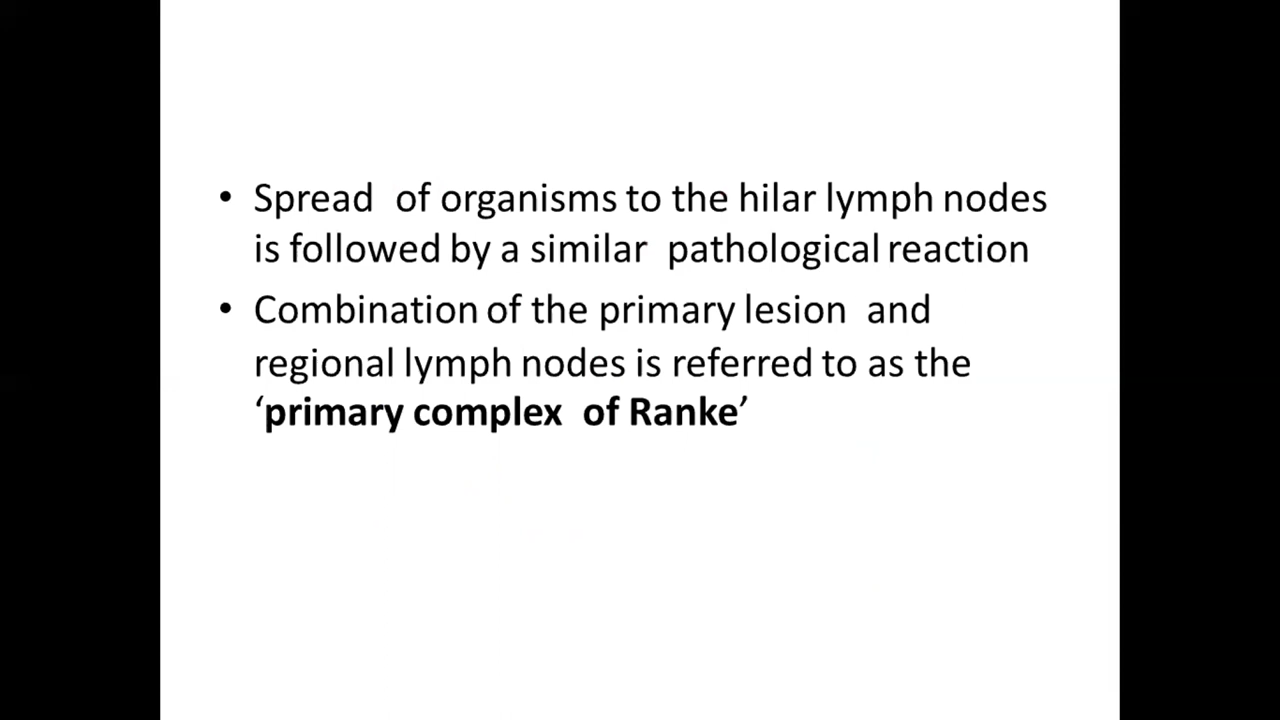 • Spread of organisms to the hilar lymph nodes
is followed by a similar pathological reaction
• Combination of the primary lesion and
regional lymph nodes is referred to as the
‘primary complex of Ranke’